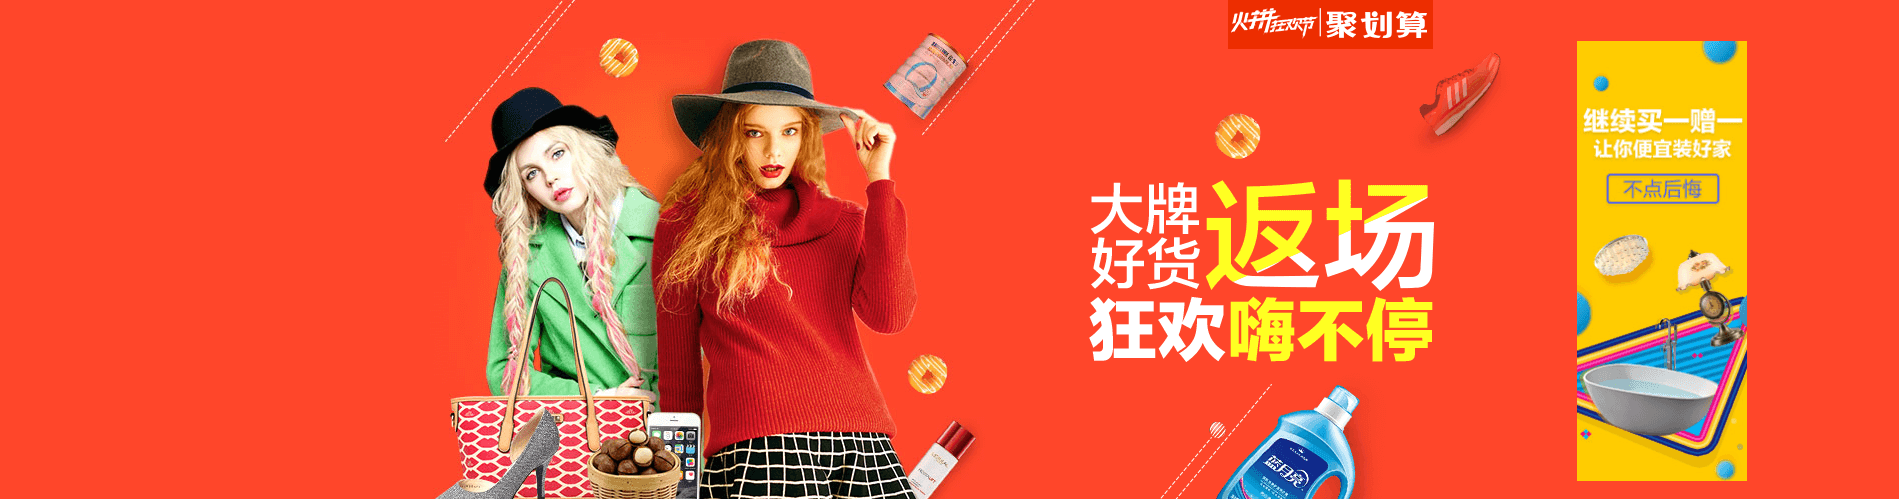 火拼狂欢节|聚划算
大牌
好货
返场
狂欢嗨不停
继续买一赠一
让你便宜装好家
不点后悔
蓝月亮